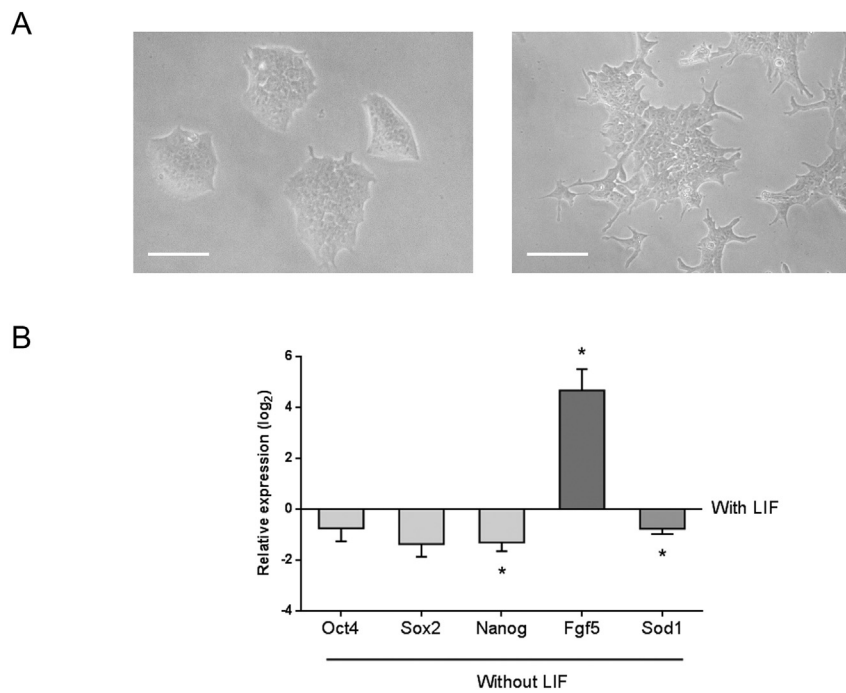 A
B
Relative expression (log2)
6
4
2
0
-2
-4
*
*
*
With LIF
Oct4 Sox2 Nanog Fgf5 Sod1
Without LIF